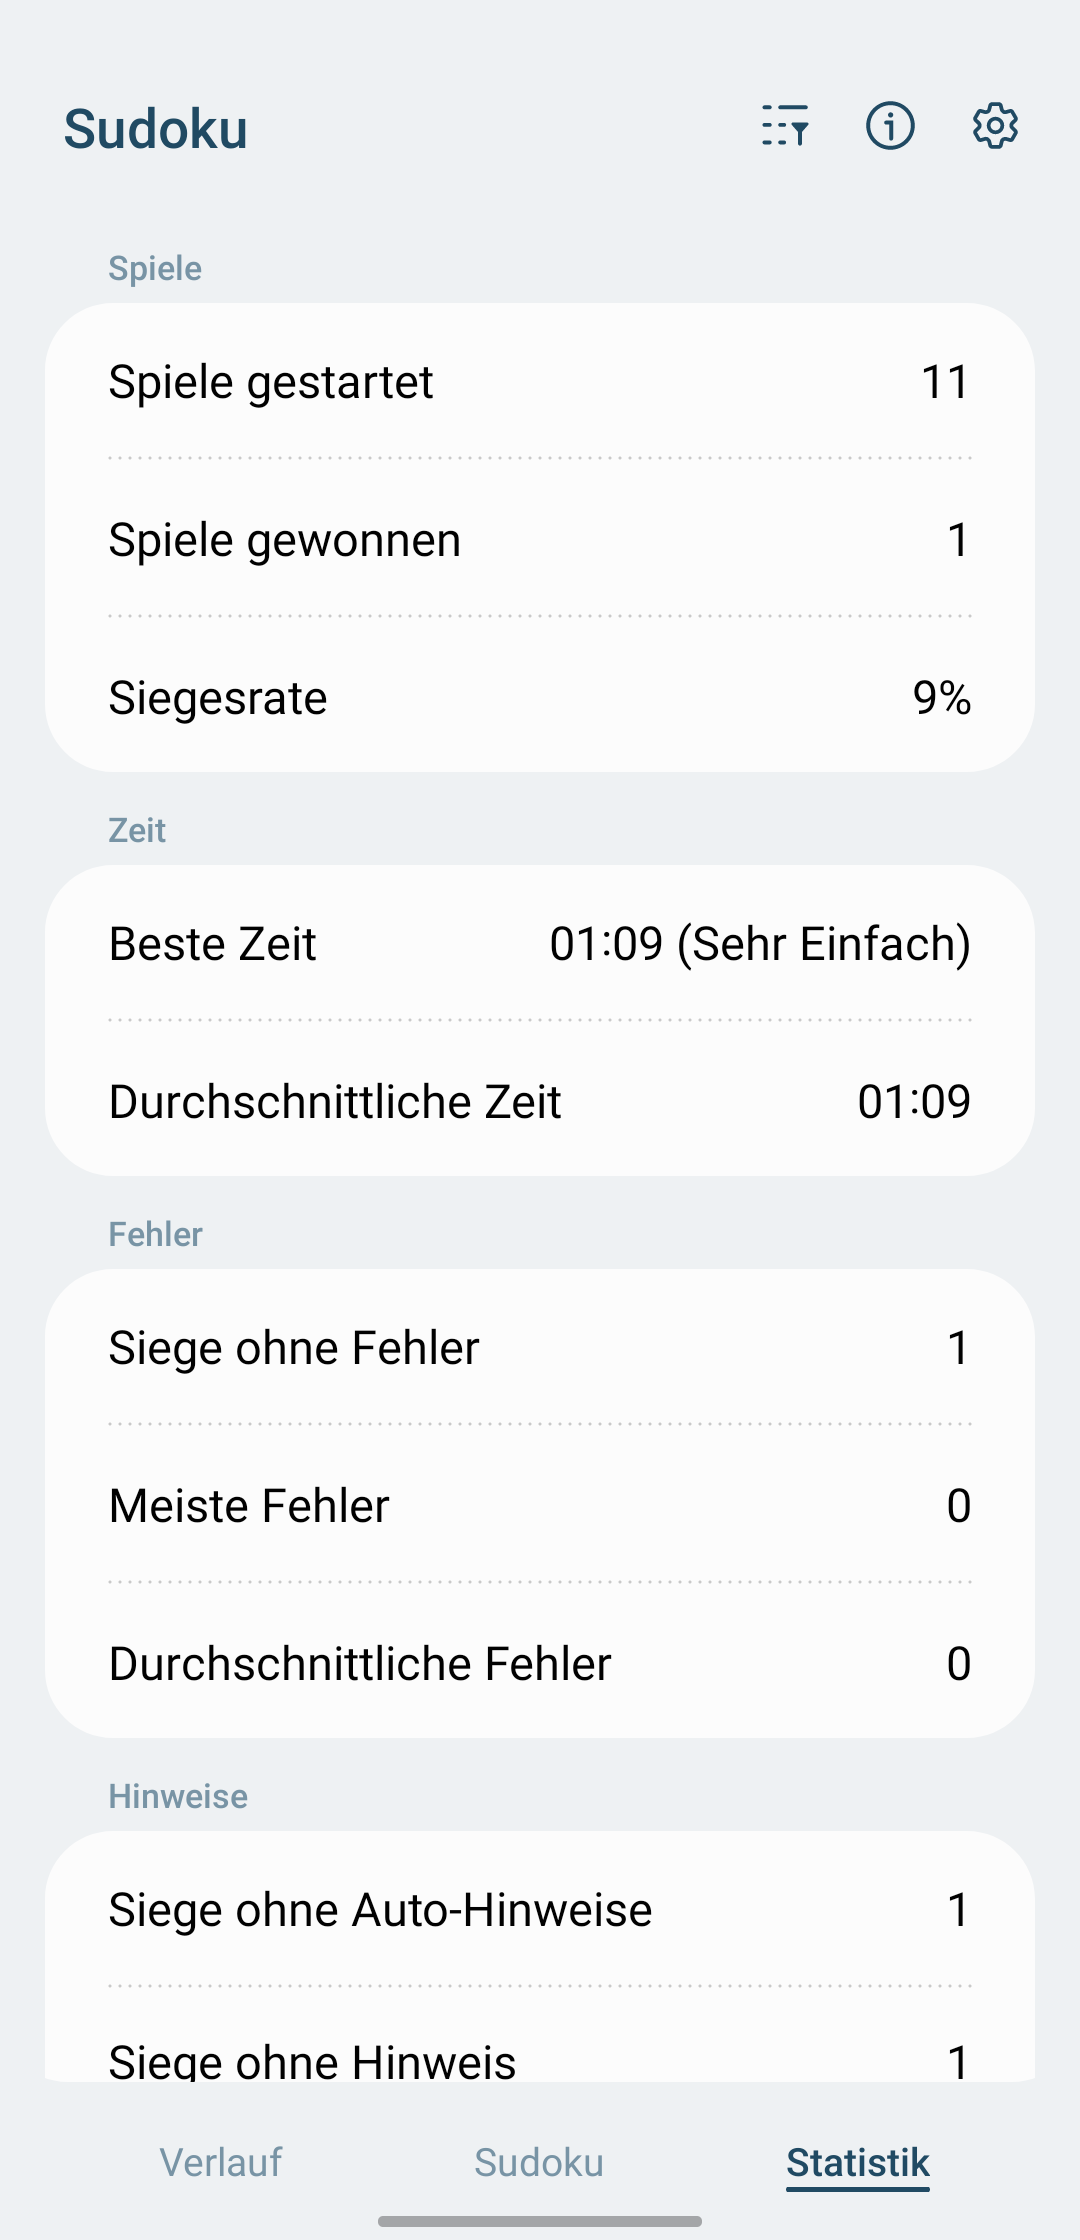 Sudoku
Spiele
Spiele gestartet 11
Spiele gewonnen 1
Siegesrate 9%
Zeit
Beste Zeit 01:09 (Sehr Einfach)
Durchschnittliche Zeit 01:09
Fehler
Siege ohne Fehler 1
Meiste Fehler 0
Durchschnittliche Fehler 0
Hinweise
Siege ohne Auto-Hinweise 1
Siege ohne Hinweis 1
Verlauf Sudoku Statistik